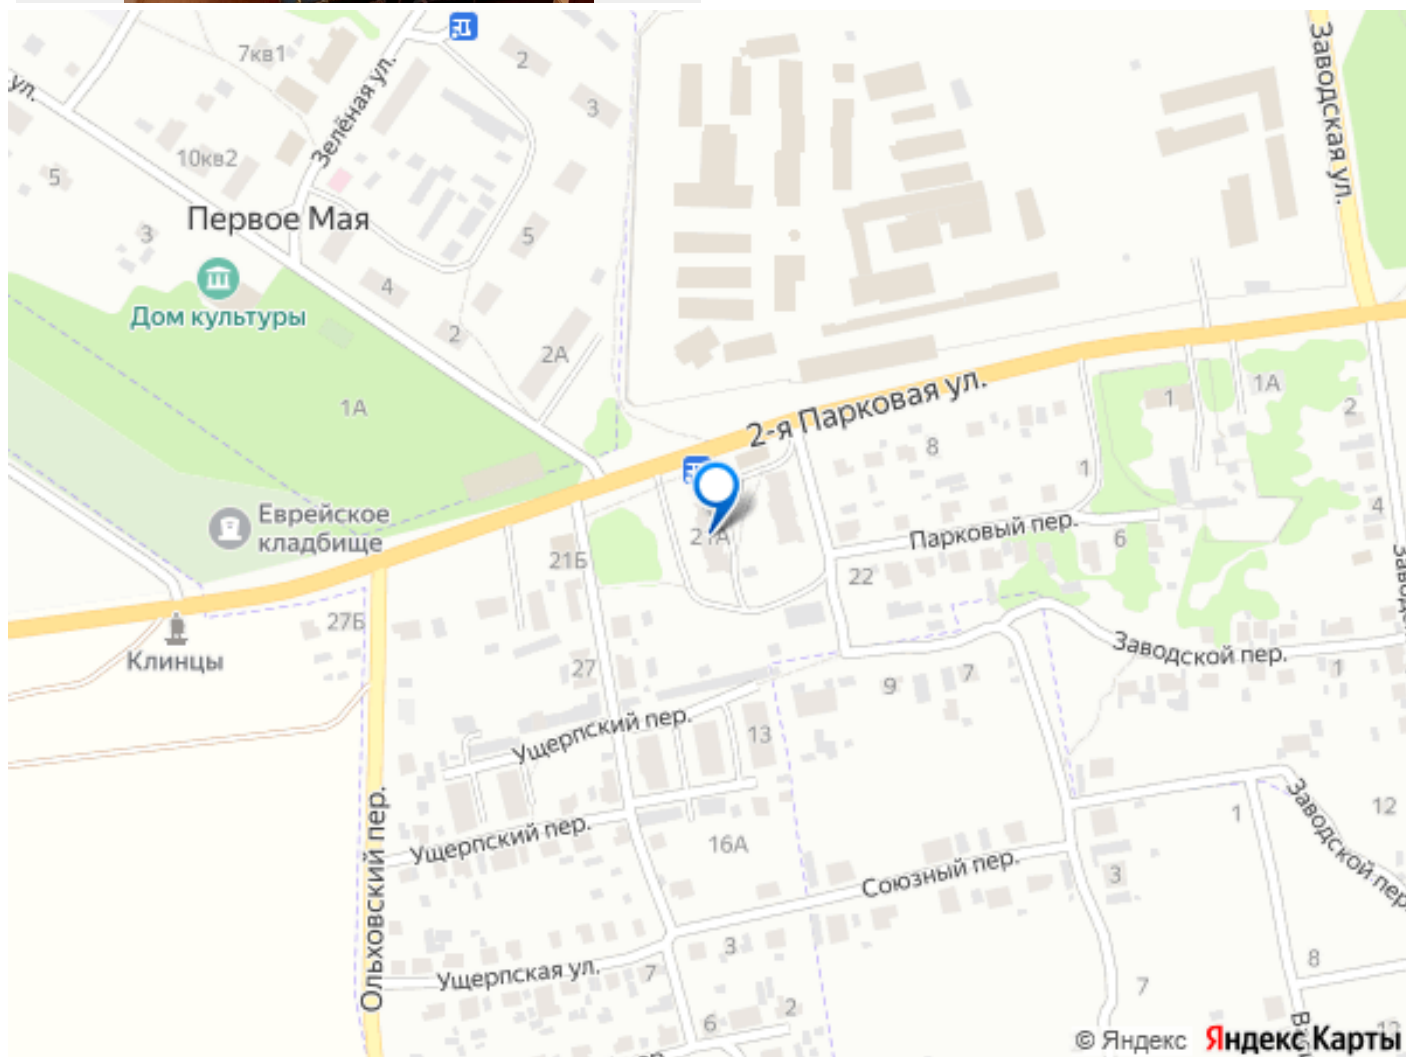 7кв1
2
3
Зелёная ул.
ул.
Заводская ул.
10кв2
5
Первое Мая
3
5
4
Дом культуры
2
2А
1А
2-я Парковая ул.
1
1А
2
8
1
4
Еврейское
кладбище
21А
Парковый пер.
6
21Б
22
27Б
Клинцы
27
Заводской пер.
1
7
9
Ущерпский пер.
13
Ольховский пер.
Ущерпский пер.
16А
1
12
Заводской пер.
Союзный пер.
3
3
Ущерпская ул.
7
8
7
2
6
© Яндекс
Яндекс Карты